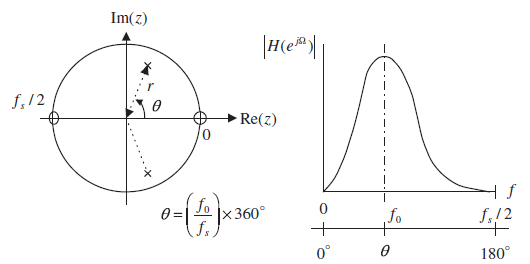 Im(z)
|H(e^{jΩ})|
r
f_s / 2
θ
Re(z)
0
θ = (f_0 / f_s) × 360°
0
f_0
f_s / 2
f
0°
θ
180°